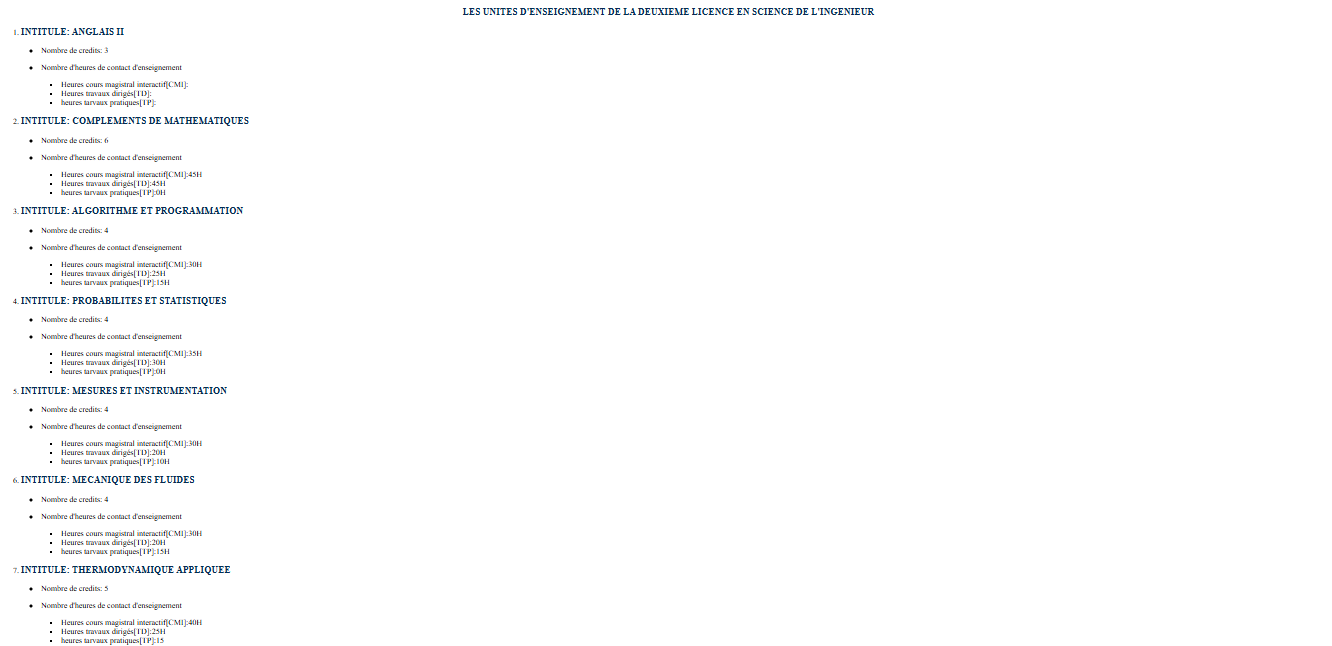 LES UNITES D'ENSEIGNEMENT DE LA DEUXIEME LICENCE EN SCIENCE DE L'INGENIEUR
1. INTITULE: ANGLAIS II
• Nombre de credits: 3
• Nombre d'heures de contact d'enseignement
• Heures cours magistral interactif[CMI]:
• Heures travaux dirigés[TD]:
• heures tarvaux pratiques[TP]:
2. INTITULE: COMPLEMENTS DE MATHEMATIQUES
• Nombre de credits: 6
• Nombre d'heures de contact d'enseignement
• Heures cours magistral interactif[CMI]:45H
• Heures travaux dirigés[TD]:45H
• heures tarvaux pratiques[TP]:0H
3. INTITULE: ALGORITHME ET PROGRAMMATION
• Nombre de credits: 4
• Nombre d'heures de contact d'enseignement
• Heures cours magistral interactif[CMI]:30H
• Heures travaux dirigés[TD]:25H
• heures tarvaux pratiques[TP]:15H
4. INTITULE: PROBABILITES ET STATISTIQUES
• Nombre de credits: 4
• Nombre d'heures de contact d'enseignement
• Heures cours magistral interactif[CMI]:35H
• Heures travaux dirigés[TD]:30H
• heures tarvaux pratiques[TP]:0H
5. INTITULE: MESURES ET INSTRUMENTATION
• Nombre de credits: 4
• Nombre d'heures de contact d'enseignement
• Heures cours magistral interactif[CMI]:30H
• Heures travaux dirigés[TD]:20H
• heures tarvaux pratiques[TP]:10H
6. INTITULE: MECANIQUE DES FLUIDES
• Nombre de credits: 4
• Nombre d'heures de contact d'enseignement
• Heures cours magistral interactif[CMI]:30H
• Heures travaux dirigés[TD]:20H
• heures tarvaux pratiques[TP]:15H
7. INTITULE: THERMODYNAMIQUE APPLIQUEE
• Nombre de credits: 5
• Nombre d'heures de contact d'enseignement
• Heures cours magistral interactif[CMI]:40H
• Heures travaux dirigés[TD]:25H
• heures tarvaux pratiques[TP]:15